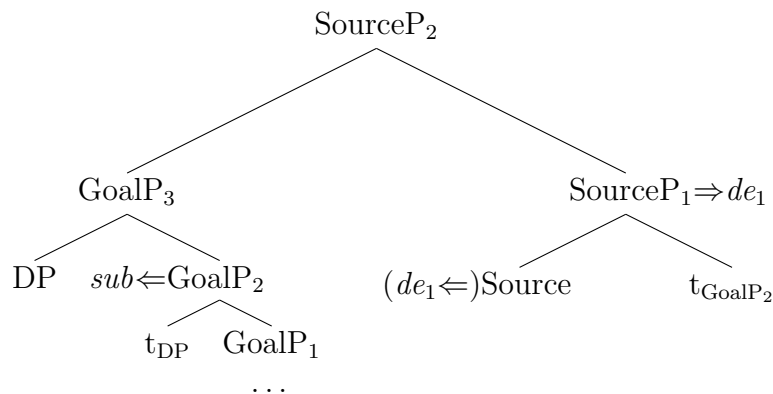 SourceP₂
GoalP₃ SourceP₁⇒de₁
DP sub⇐GoalP₂ (de₁⇐)Source t_GoalP₂
t_DP GoalP₁
...